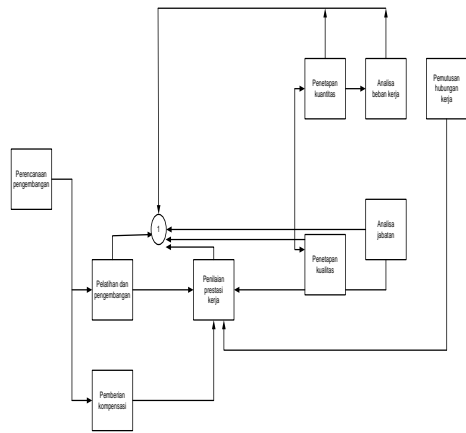 Penetapan
kuantitas
Analisa
beban kerja
Pemutusan
hubungan
kerja
Perencanaan
pengembangan
1
Analisa
jabatan
Penetapan
kualitas
Pelatihan dan
pengembangan
Penilaian
prestasi
kerja
Pemberian
kompensasi